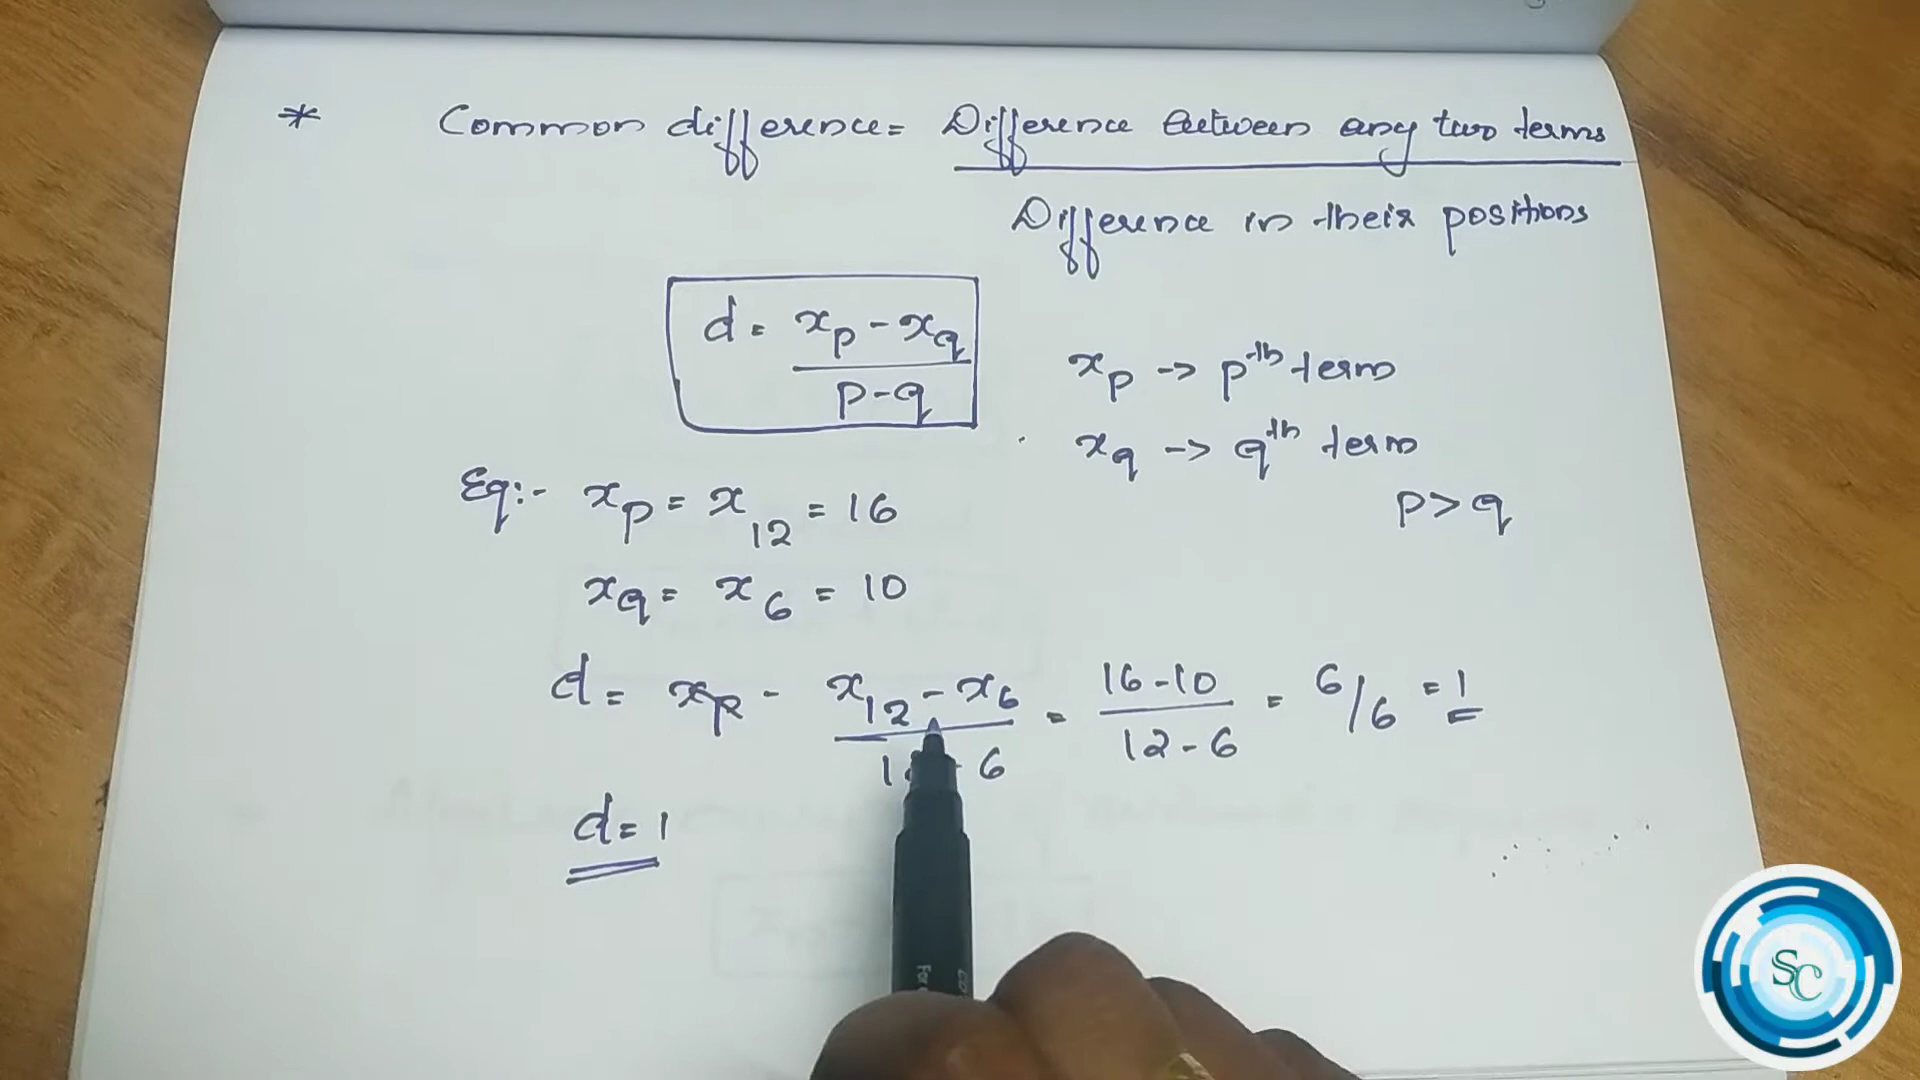 * Common difference = Difference between any two terms
Difference in their positions
d = xp - xq
p - q
xp -> pth term
xq -> qth term
p > q
Eg:- xp = x12 = 16
xq = x6 = 10
d = xp - x12 - x6 = 16-10 = 6/6 = 1
12 - 6
d = 1
SC